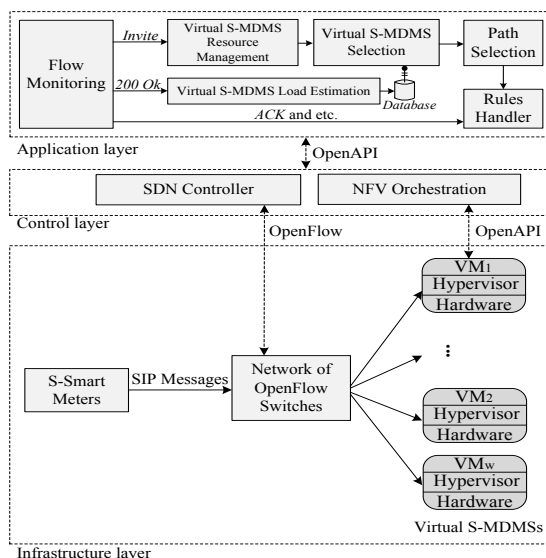 Flow
Monitoring
Invite
Virtual S-MDMS
Resource
Management
Virtual S-MDMS
Selection
Path
Selection
200 Ok
Virtual S-MDMS Load Estimation
Database
Rules
Handler
ACK and etc.
Application layer
OpenAPI
SDN Controller
NFV Orchestration
Control layer
OpenFlow
OpenAPI
VM1
Hypervisor
Hardware
S-Smart
Meters
SIP Messages
Network of
OpenFlow
Switches
...
VM2
Hypervisor
Hardware
VMw
Hypervisor
Hardware
Virtual S-MDMSs
Infrastructure layer